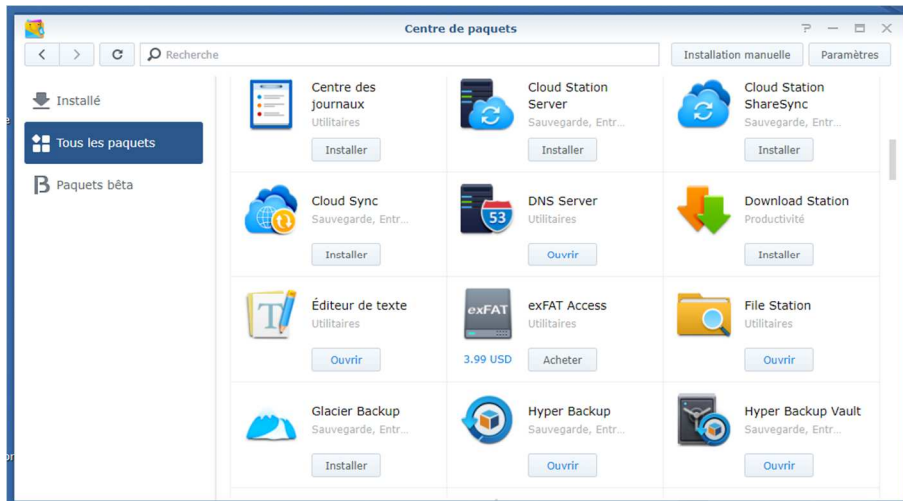 Centre de paquets
Recherche
Installation manuelle
Paramètres
Installé
Tous les paquets
Paquets bêta
Centre des
journaux
Utilitaires
Installer
Cloud Station
Server
Sauvegarde, Entr...
Installer
Cloud Station
ShareSync
Sauvegarde, Entr...
Installer
Cloud Sync
Sauvegarde, Entr...
Installer
53
DNS Server
Utilitaires
Ouvrir
Download Station
Productivité
Installer
T
Éditeur de texte
Utilitaires
Ouvrir
exFAT
exFAT Access
Utilitaires
3.99 USD
Acheter
File Station
Utilitaires
Ouvrir
Glacier Backup
Sauvegarde, Entr...
Installer
Hyper Backup
Sauvegarde, Entr...
Ouvrir
Hyper Backup Vault
Sauvegarde, Entr...
Ouvrir